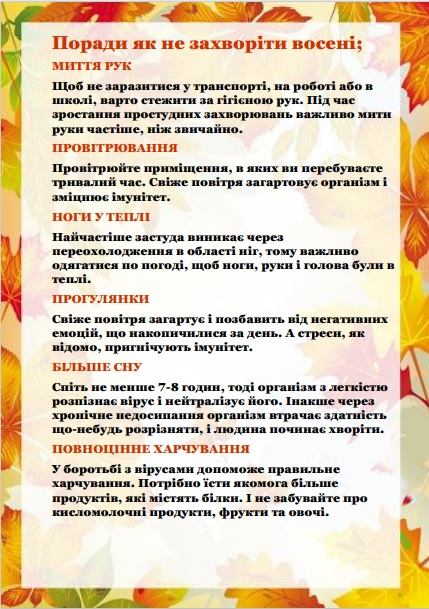 Поради як не захворіти восени;
МИТТЯ РУК
Щоб не заразитися у транспорті, на роботі або в
школі, варто стежити за гігієною рук. Під час
зростання простудних захворювань важливо мити
руки частіше, ніж звичайно.
ПРОВІТРЮВАННЯ
Провітрюйте приміщення, в яких ви перебуваєте
тривалий час. Свіже повітря загартовує організм і
зміцнює імунітет.
НОГИ У ТЕПЛІ
Найчастіше застуда виникає через
переохолодження в області ніг, тому важливо
одягатися по погоді, щоб ноги, руки і голова були в
теплі.
ПРОГУЛЯНКИ
Свіже повітря загартує і позбавить від негативних
емоцій, що накопичилися за день. А стреси, як
відомо, пригнічують імунітет.
БІЛЬШЕ СНУ
Спіть не менше 7-8 годин, тоді організм з легкістю
розпізнає вірус і нейтралізує його. Інакше через
хронічне недосипання організм втрачає здатність
що-небудь розрізняти, і людина починає хворіти.
ПОВНОЦІННЕ ХАРЧУВАННЯ
У боротьбі з вірусами допоможе правильне
харчування. Потрібно їсти якомога більше
продуктів, які містять білки. І не забувайте про
кисломолочні продукти, фрукти та овочі.